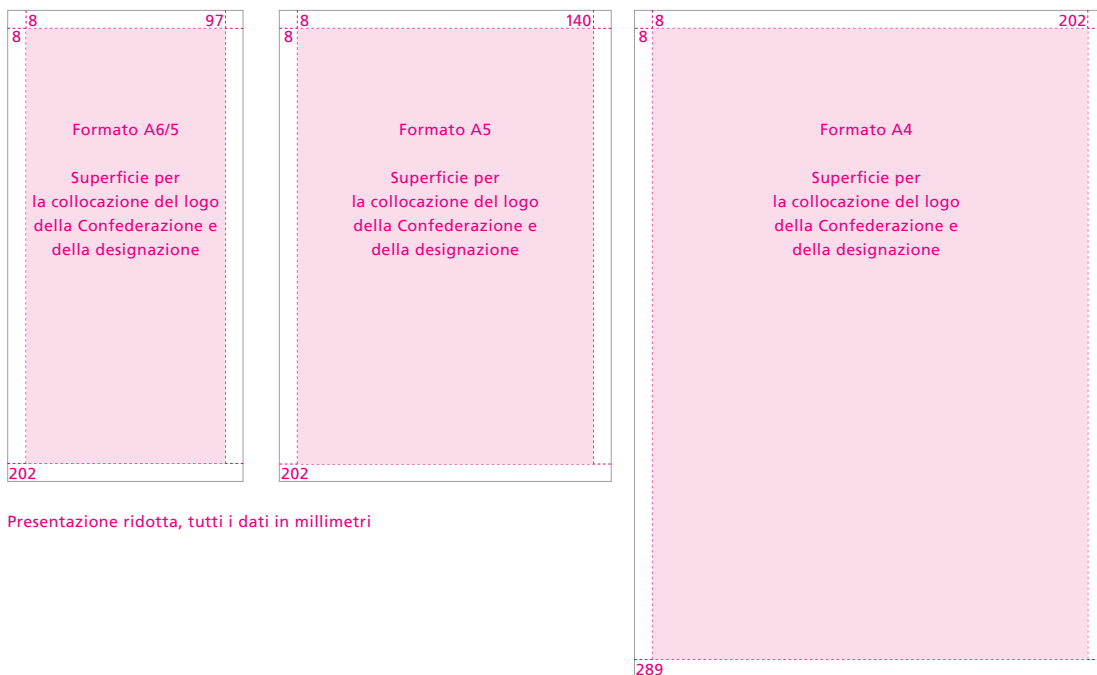 8
97
8
Formato A6/5
Superficie per
la collocazione del logo
della Confederazione e
della designazione
202
8
140
8
Formato A5
Superficie per
la collocazione del logo
della Confederazione e
della designazione
202
8
202
8
Formato A4
Superficie per
la collocazione del logo
della Confederazione e
della designazione
289
Presentazione ridotta, tutti i dati in millimetri